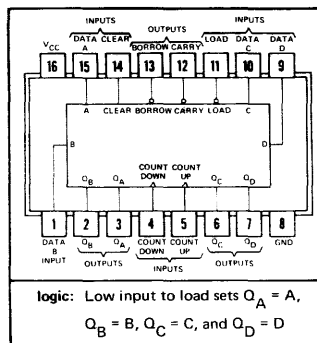 INPUTS OUTPUTS INPUTS
DATA DATA DATA
VCC A CLEAR BORROW CARRY LOAD C D
16 15 14 13 12 11 10 9
A CLEAR BORROW CARRY LOAD C
B D
COUNT COUNT
QB QA DOWN UP QC QD
1 2 3 4 5 6 7 8
DATA QB QA COUNT COUNT QC QD GND
B DOWN UP
INPUT OUTPUTS INPUTS OUTPUTS
logic: Low input to load sets QA = A,
QB = B, QC = C, and QD = D